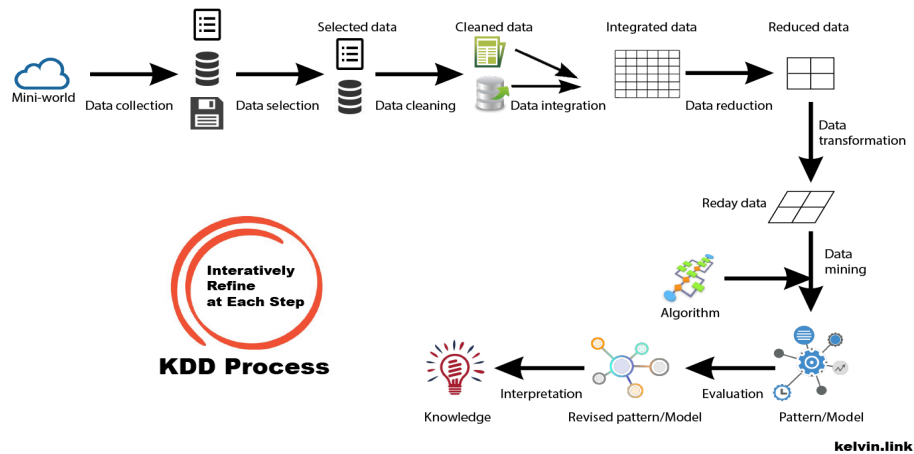 Selected data
Cleaned data
Integrated data
Reduced data
Mini-world
Data collection
Data selection
Data cleaning
Data integration
Data reduction
Data
transformation
Reday data
Data
mining
Algorithm
Interatively
Refine
at Each Step
KDD Process
Knowledge
Interpretation
Revised pattern/Model
Evaluation
Pattern/Model
kelvin.link